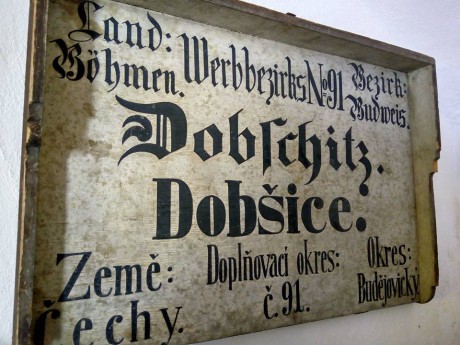 Land: Werbbezirks No 91 Bezirk:
Böhmen. Budweis.
Dobſchitz.
Dobšice.
Země: Doplňovací okres: Okres:
Čechy. č. 91. Budějovický